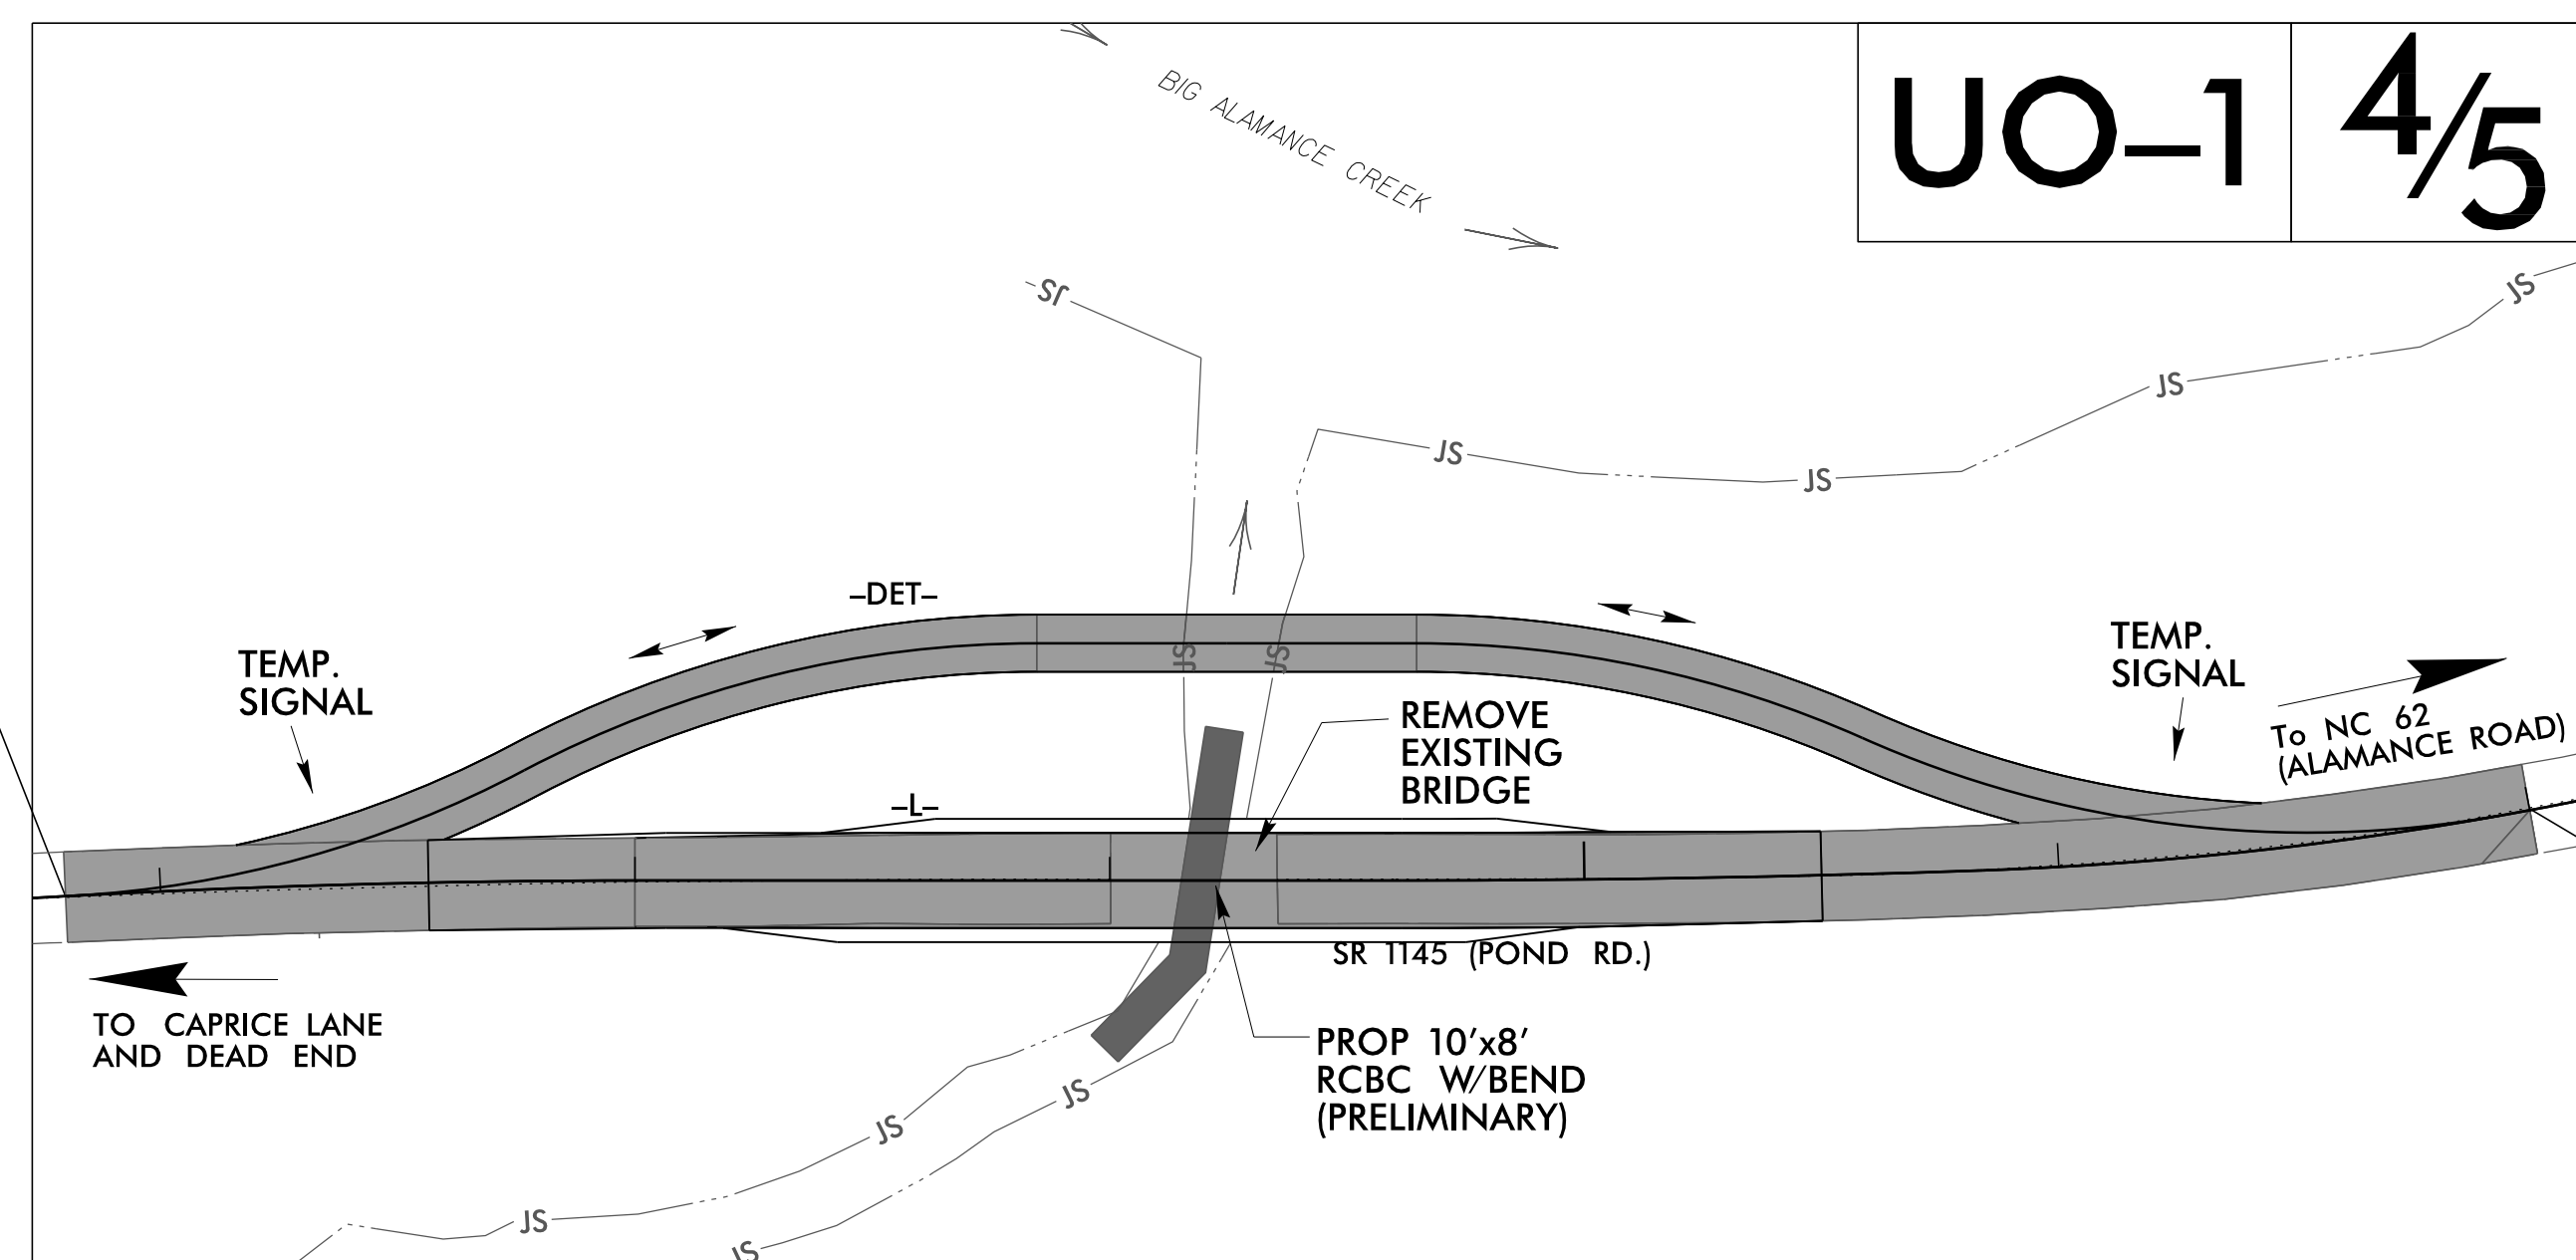 BIG ALAMANCE CREEK
UO–1
4/5
JS
JS
JS
JS
JS
–DET–
TEMP.
SIGNAL
TEMP.
SIGNAL
JS
JS
To NC 62
(ALAMANCE ROAD)
REMOVE
EXISTING
BRIDGE
–L–
SR 1145 (POND RD.)
TO CAPRICE LANE
AND DEAD END
PROP 10'x8'
RCBC W/BEND
(PRELIMINARY)
JS
JS
JS
JS